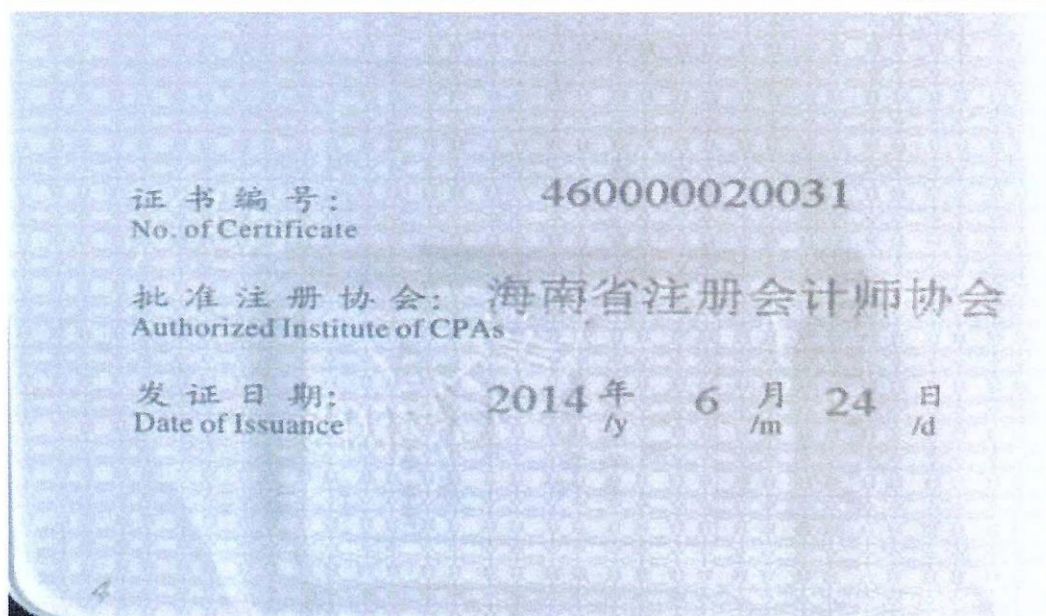 证书编号： 460000020031
No. of Certificate
批准注册协会： 海南省注册会计师协会
Authorized Institute of CPAs
发证日期： 2014年 6月 24日
Date of Issuance /y /m /d
4